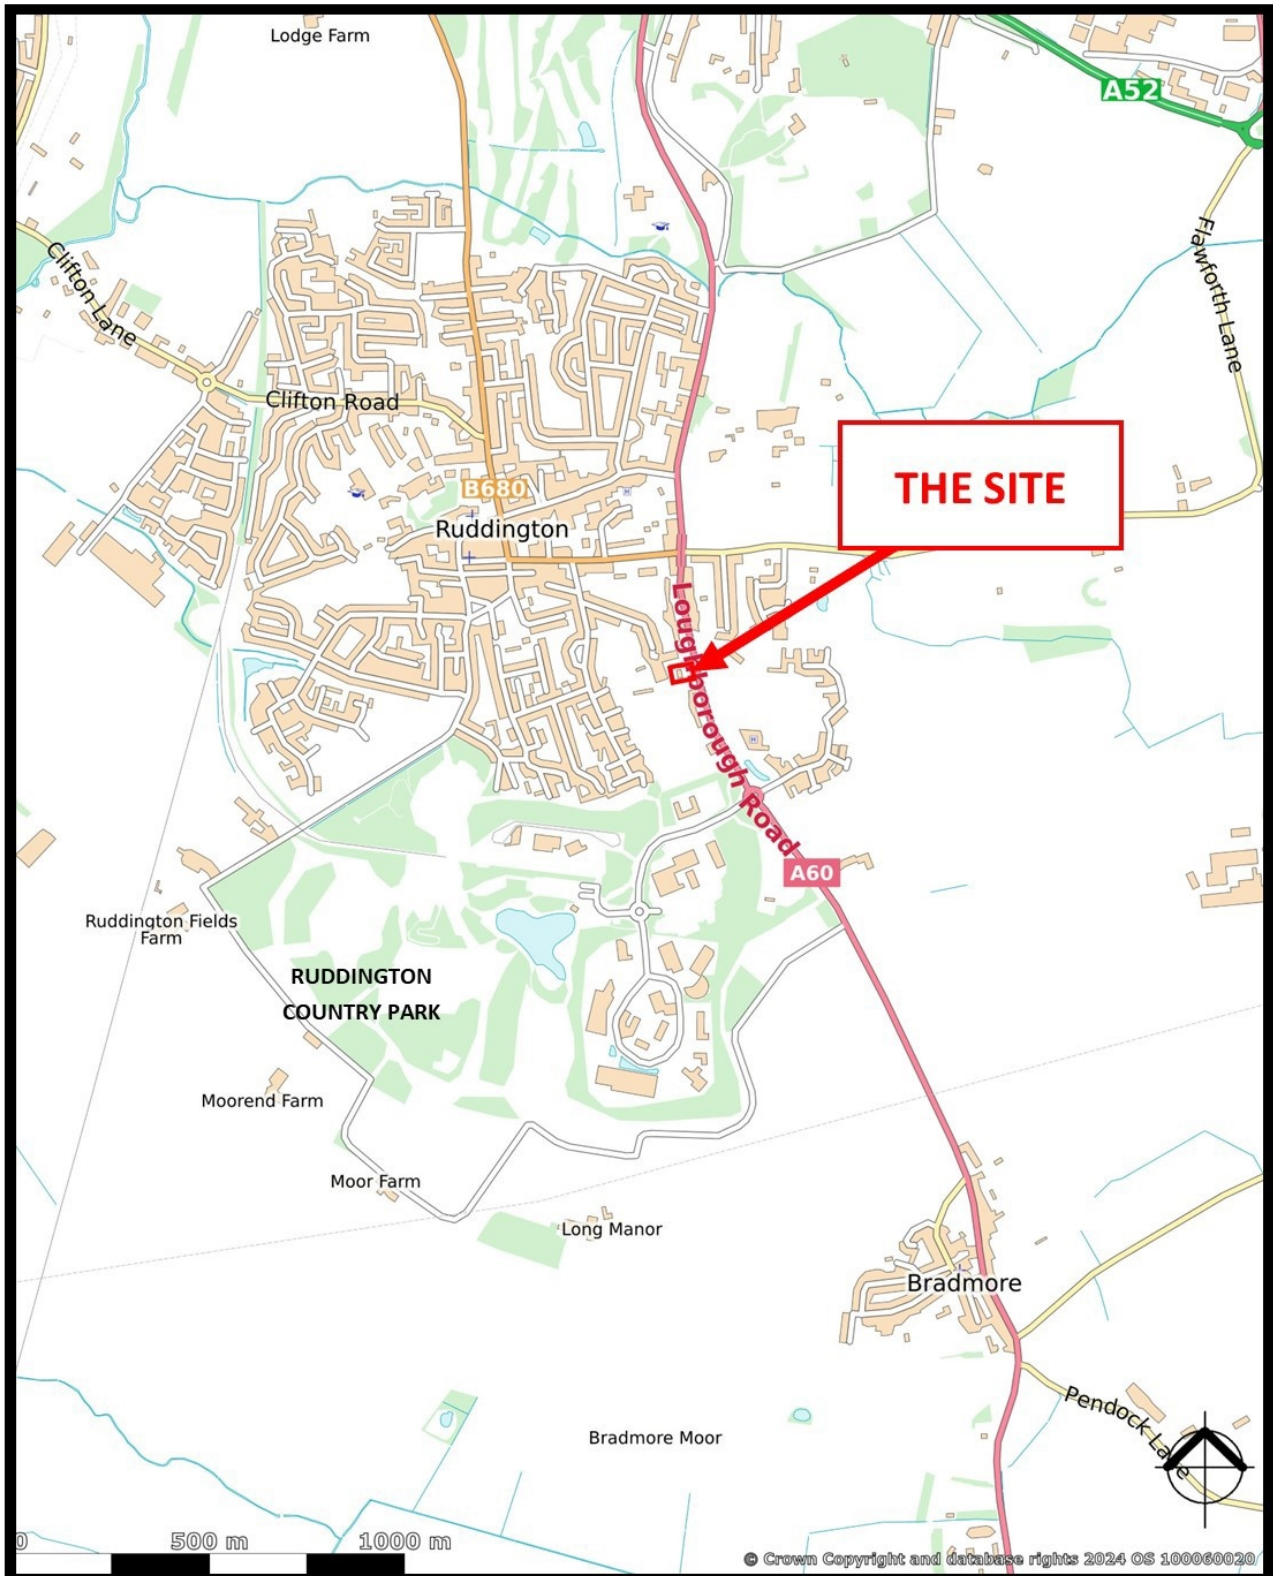 Lodge Farm
A52
Flawforth Lane
Clifton Lane
Clifton Road
THE SITE
B680
H
Ruddington
Loughborough Road
H
A60
Ruddington Fields
Farm
RUDDINGTON
COUNTRY PARK
Moorend Farm
Moor Farm
Long Manor
Bradmore
Pendock Lane
Bradmore Moor
0 500 m 1000 m
© Crown Copyright and database rights 2024 OS 100060020